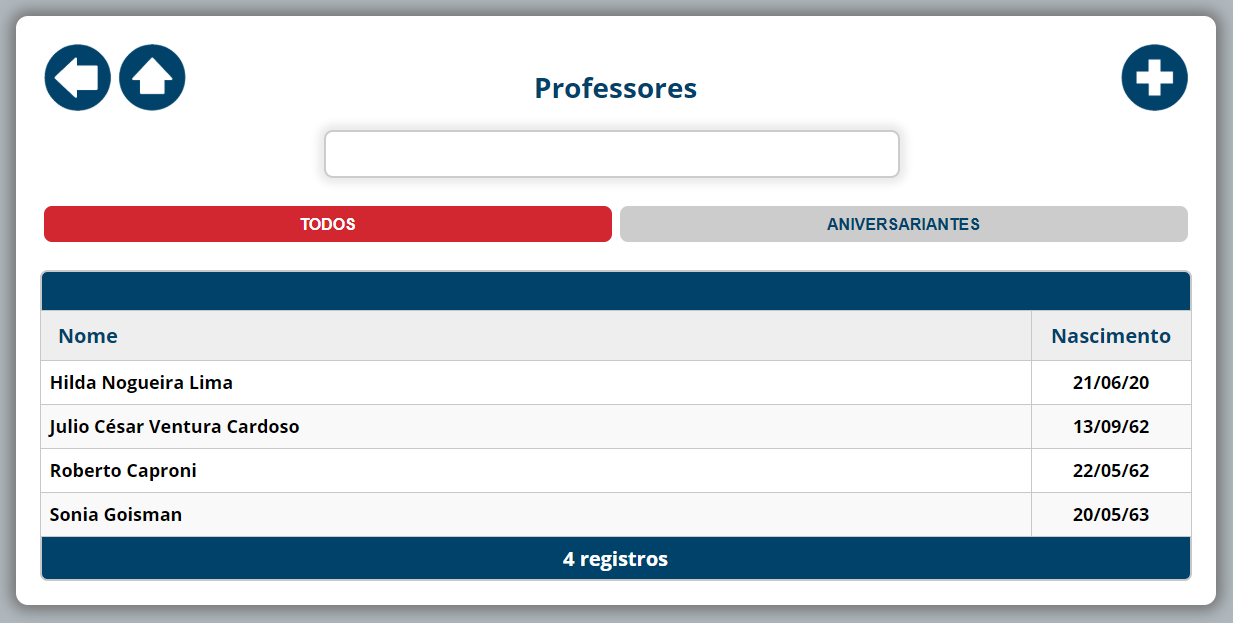 Professores
TODOS ANIVERSARIANTES
Nome Nascimento
Hilda Nogueira Lima 21/06/20
Julio César Ventura Cardoso 13/09/62
Roberto Caproni 22/05/62
Sonia Goisman 20/05/63
4 registros